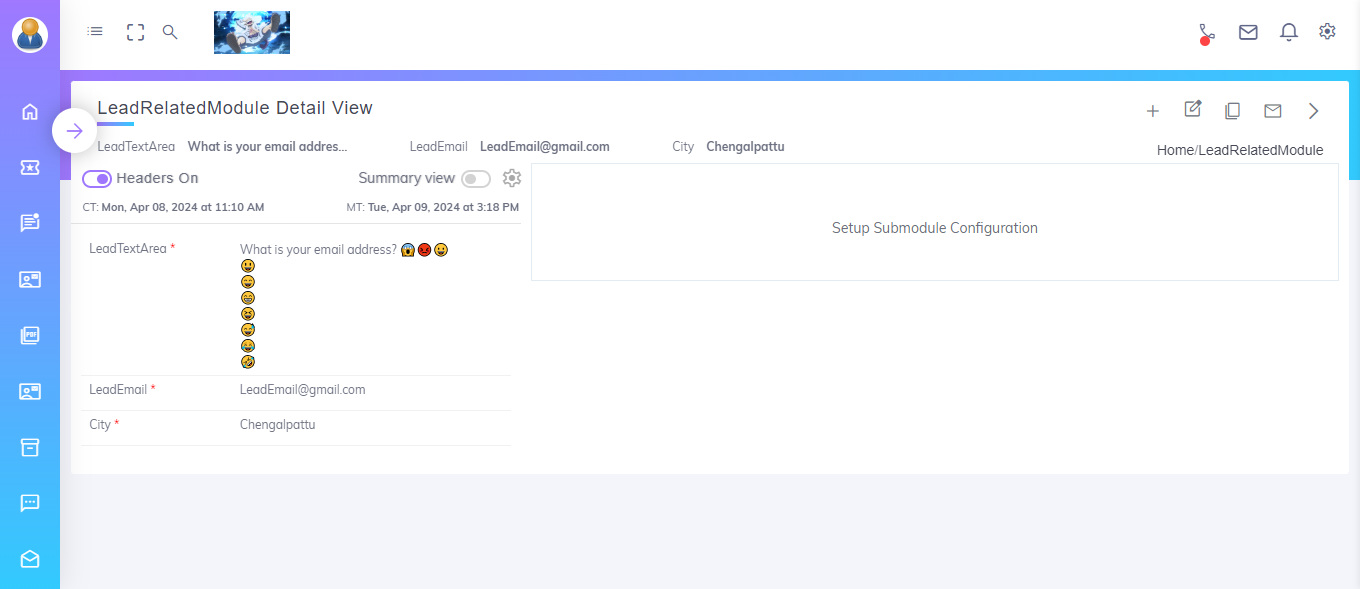 LeadRelatedModule Detail View
LeadTextArea What is your email addres... LeadEmail LeadEmail@gmail.com City Chengalpattu
Home/LeadRelatedModule
Headers On Summary view
CT: Mon, Apr 08, 2024 at 11:10 AM MT: Tue, Apr 09, 2024 at 3:18 PM
Setup Submodule Configuration
LeadTextArea * What is your email address? 😱😡😀
😃
😄
😁
😆
😅
😂
🤣
LeadEmail * LeadEmail@gmail.com
City * Chengalpattu
PDF